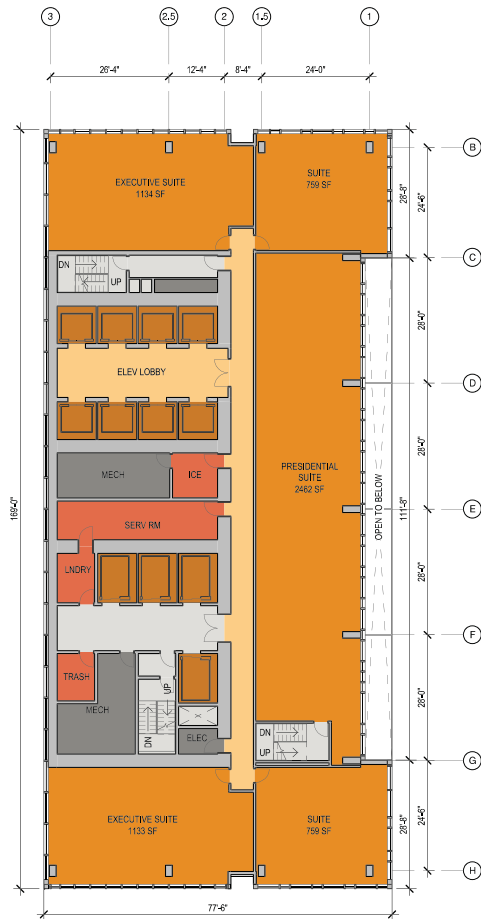 3
2.5
2
1.5
1
26'-4"
12'-4"
8'-4"
24'-0"
B
EXECUTIVE SUITE
1134 SF
SUITE
759 SF
28'-8"
24'-6"
C
DN
UP
28'-0"
ELEV LOBBY
D
28'-0"
MECH
ICE
PRESIDENTIAL
SUITE
2462 SF
OPEN TO BELOW
111'-8"
169'-0"
E
SERV RM
28'-0"
LNDRY
F
TRASH
MECH
UP
DN
ELEC
X
DN
UP
28'-0"
G
EXECUTIVE SUITE
1133 SF
SUITE
759 SF
28'-8"
24'-6"
H
77'-6"